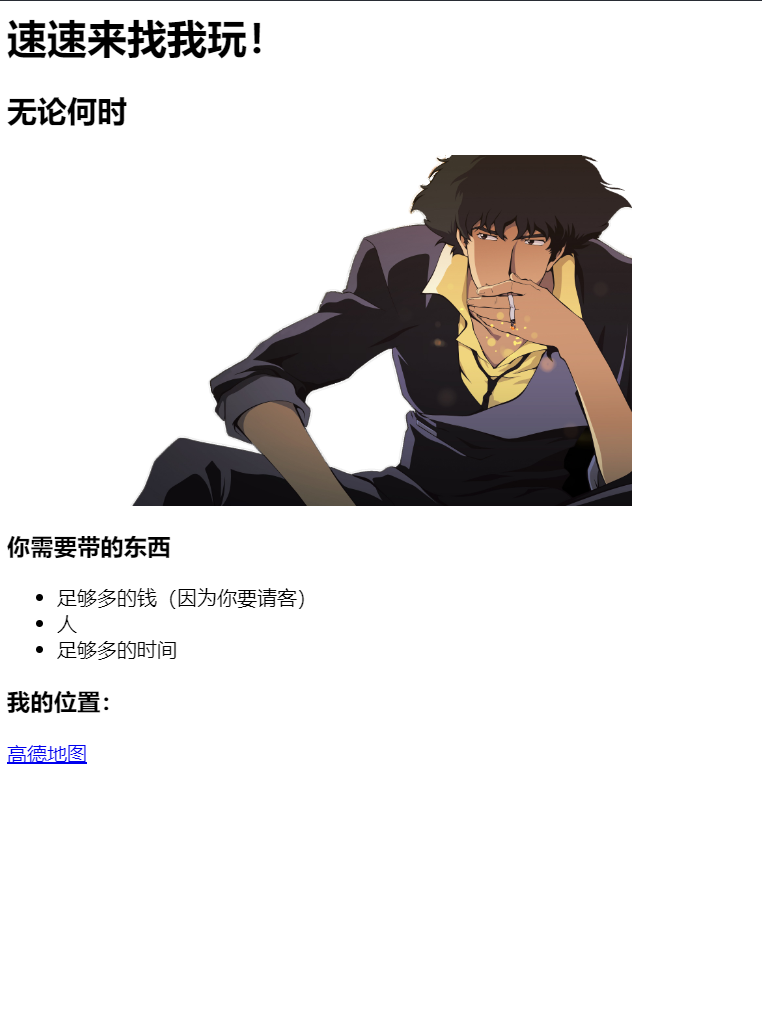 速速来找我玩！
无论何时
你需要带的东西
足够多的钱（因为你要请客）
人
足够多的时间
我的位置：
高德地图